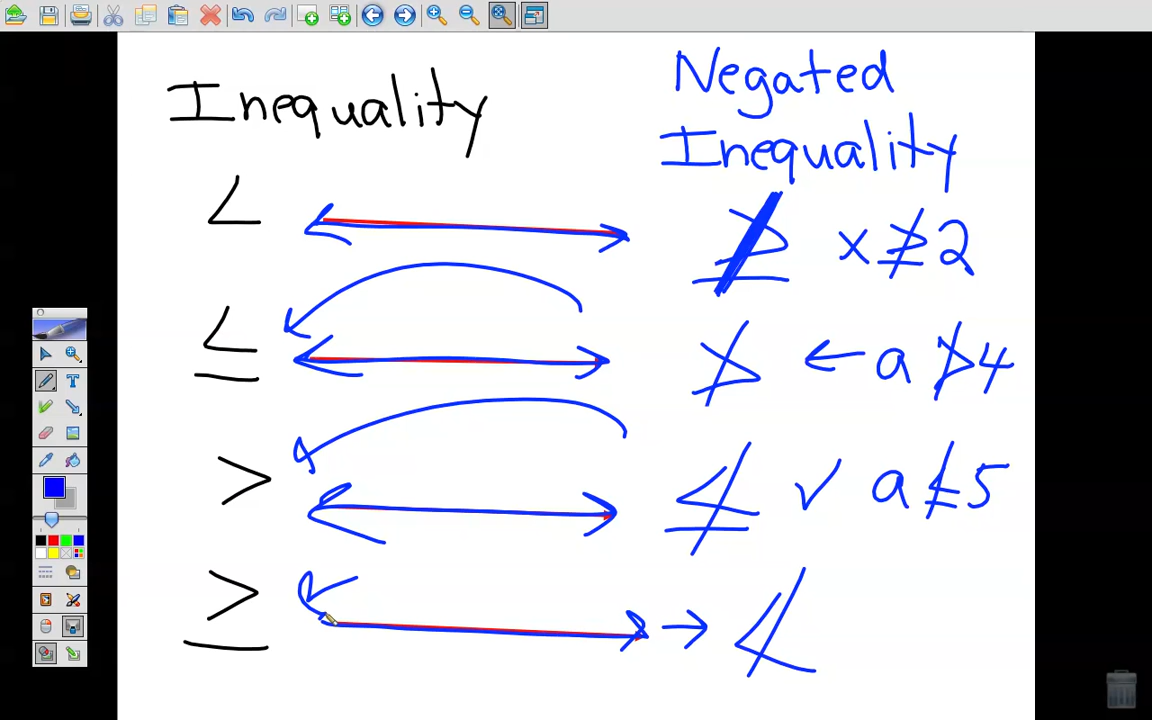 Negated
Inequality Inequality
< ≱ x ≱ 2
≤ ≯ ← a ≯ 4
> ≰ ✓ a ≰ 5
≥ → ≮